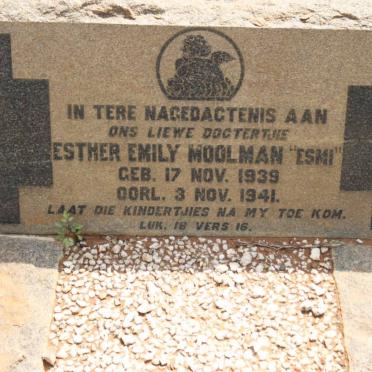 IN TERE NAGEDACTENIS AAN
ONS LIEWE DOGTERTJIE
ESTHER EMILY MOOLMAN "ESMI"
GEB. 17 NOV. 1939
OORL. 3 NOV. 1941.
LAAT DIE KINDERTJIES NA MY TOE KOM.
LUK. 18 VERS 16.